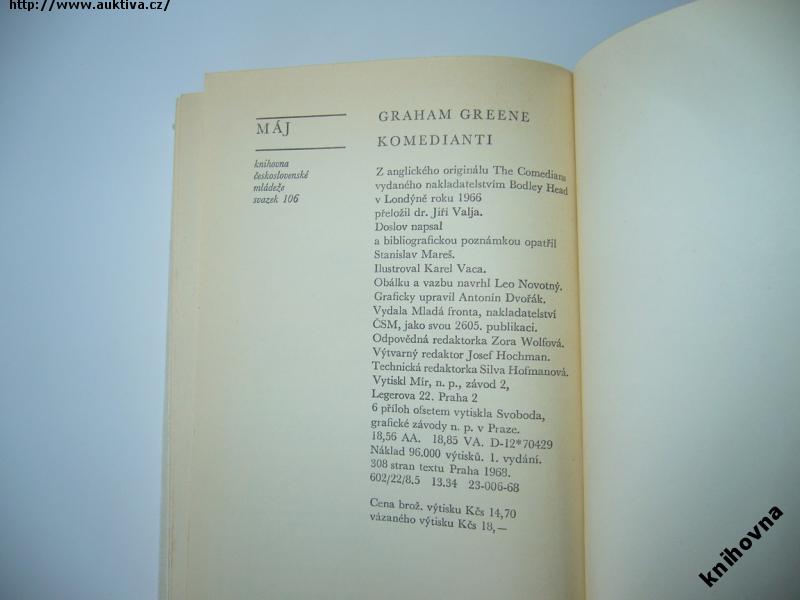 http://www.auktiva.cz/
MÁJ
knihovna
československé
mládeže
svazek 106
GRAHAM GREENE
KOMEDIANTI
Z anglického originálu The Comedians
vydaného nakladatelstvím Bodley Head
v Londýně roku 1966
přeložil dr. Jiří Valja.
Doslov napsal
a bibliografickou poznámkou opatřil
Stanislav Mareš.
Ilustroval Karel Vaca.
Obálku a vazbu navrhl Leo Novotný.
Graficky upravil Antonín Dvořák.
Vydala Mladá fronta, nakladatelství
ČSM, jako svou 2605. publikaci.
Odpovědná redaktorka Zora Wolfová.
Výtvarný redaktor Josef Hochman.
Technická redaktorka Silva Hofmanová.
Vytiskl Mír, n. p., závod 2,
Legerova 22. Praha 2
6 příloh ofsetem vytiskla Svoboda,
grafické závody n. p. v Praze.
18,56 AA. 18,85 VA. D-12*70429
Náklad 96.000 výtisků. 1. vydání.
308 stran textu Praha 1968.
602/22/8.5 13.34 23-006-68
Cena brož. výtisku Kčs 14,70
vázaného výtisku Kčs 18,—
knihovna